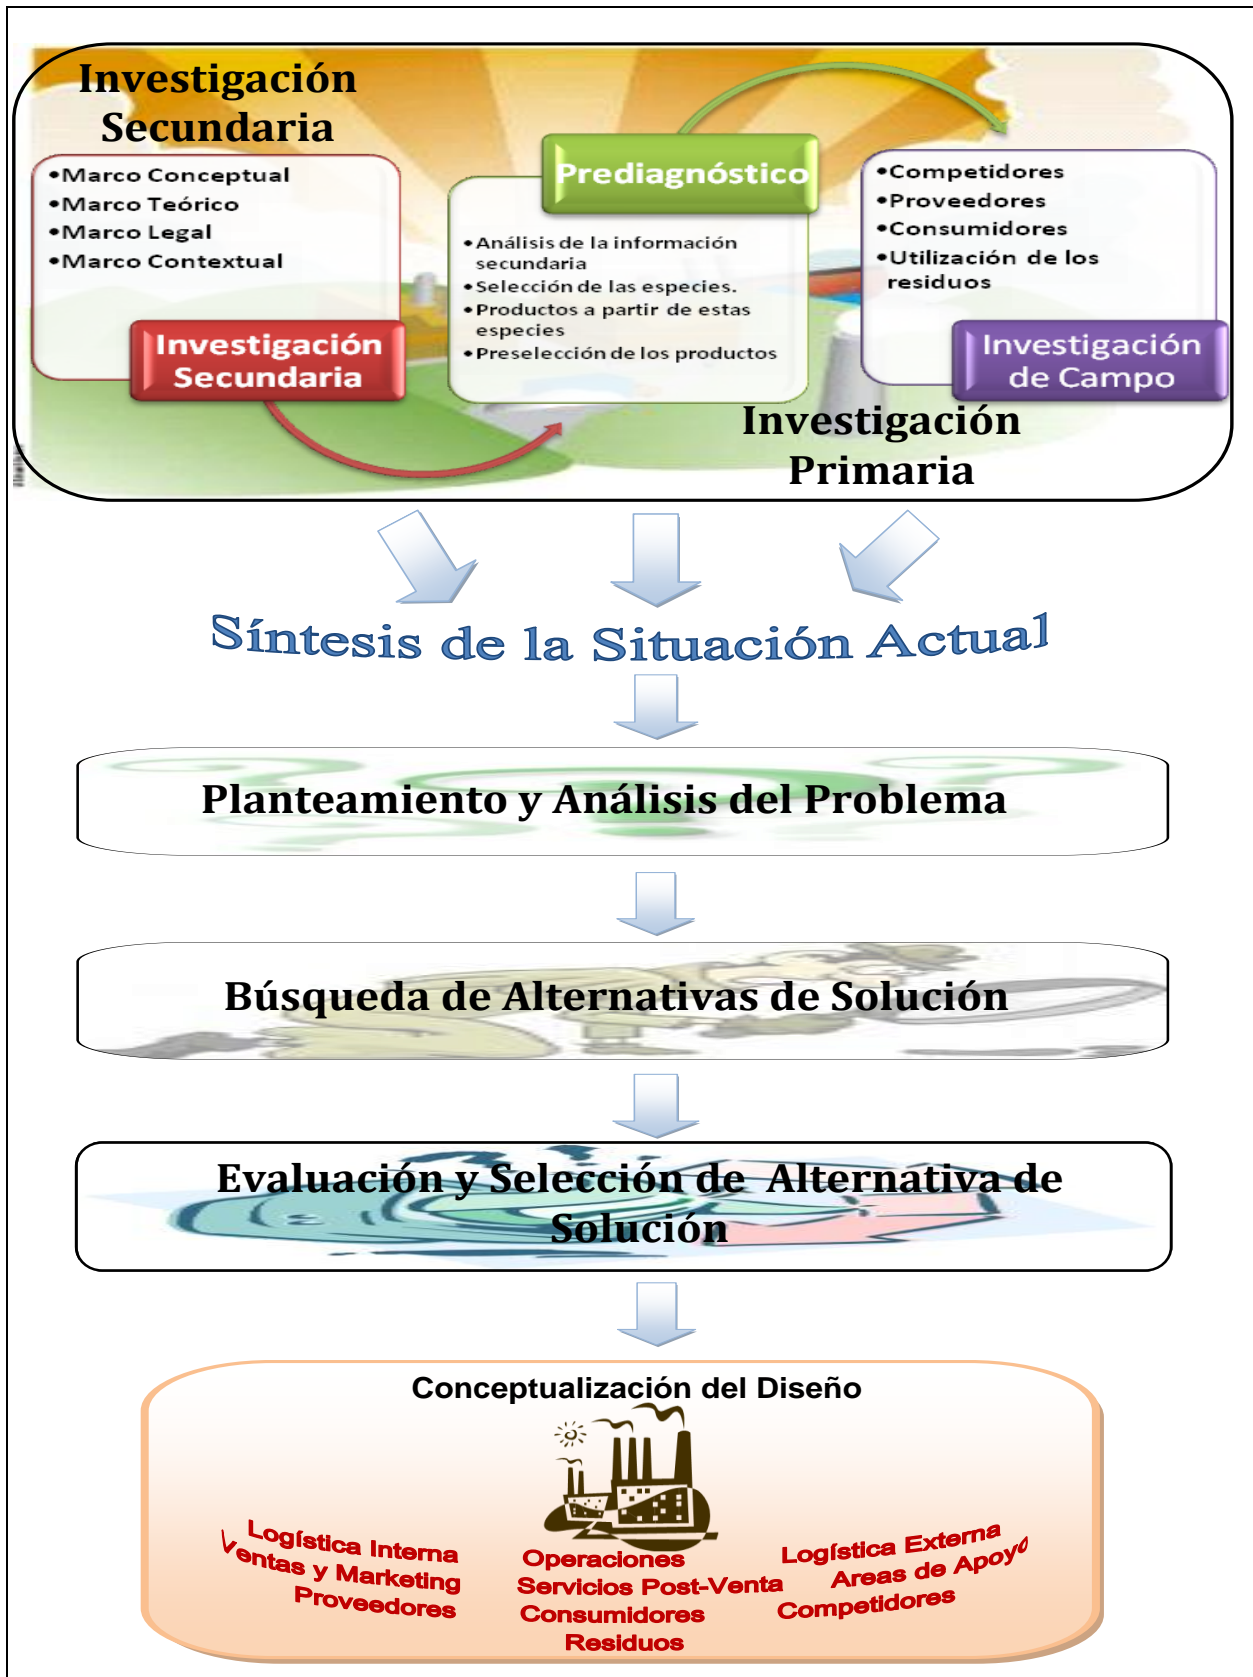 Investigación
Secundaria
•Marco Conceptual
•Marco Teórico
•Marco Legal
•Marco Contextual
Investigación
Secundaria
Prediagnóstico
•Análisis de la información
secundaria
•Selección de las especies.
•Productos a partir de estas
especies
•Preselección de los productos
•Competidores
•Proveedores
•Consumidores
•Utilización de los
residuos
Investigación
de Campo
Investigación
Primaria
Síntesis de la Situación Actual
Planteamiento y Análisis del Problema
Búsqueda de Alternativas de Solución
Evaluación y Selección de Alternativa de
Solución
Conceptualización del Diseño
Logística Interna
Ventas y Marketing
Proveedores
Operaciones
Servicios Post-Venta
Consumidores
Residuos
Logística Externa
Areas de Apoyo
Competidores